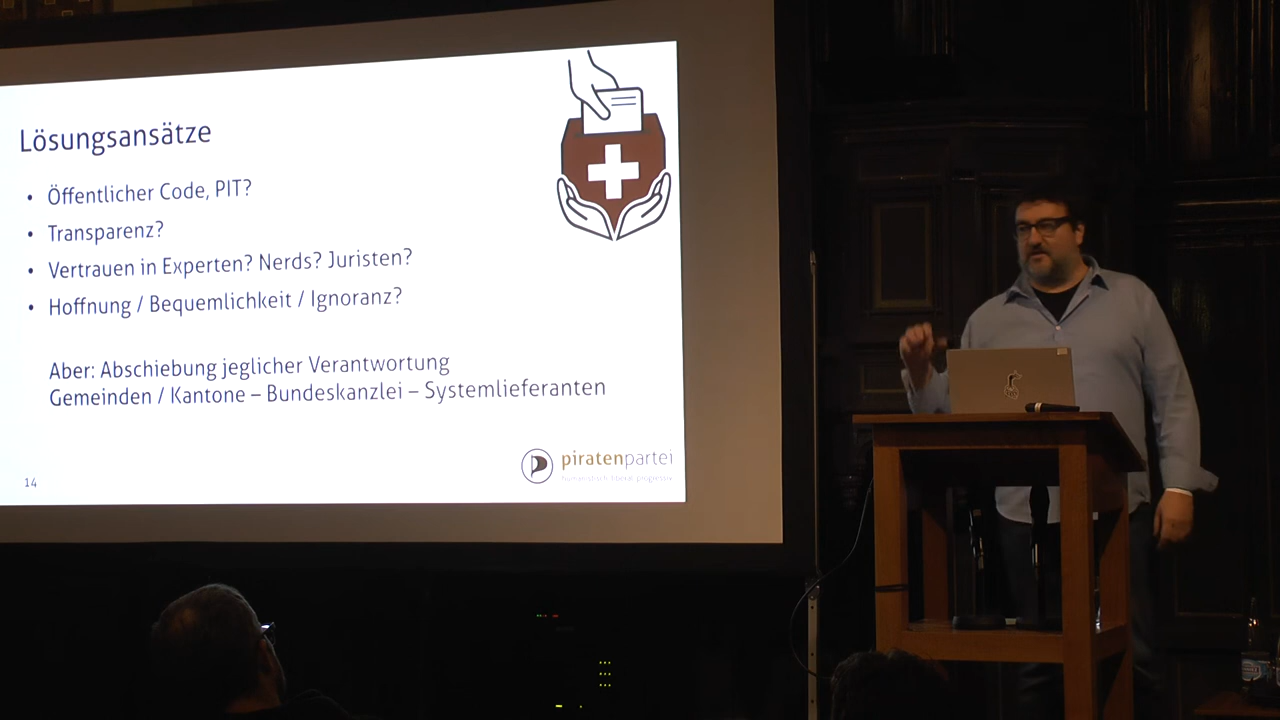 Lösungsansätze
• Öffentlicher Code, PIT?
• Transparenz?
• Vertrauen in Experten? Nerds? Juristen?
• Hoffnung / Bequemlichkeit / Ignoranz?
Aber: Abschiebung jeglicher Verantwortung
Gemeinden / Kantone – Bundeskanzlei – Systemlieferanten
piratenpartei
14